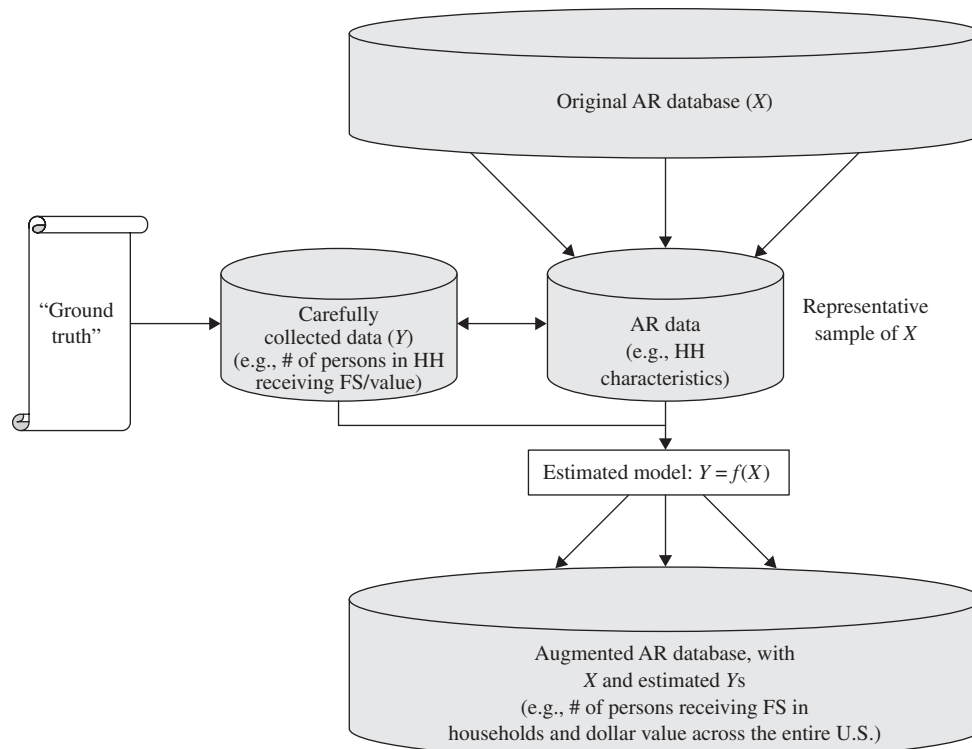 Original AR database (X)
“Ground
truth”
Carefully
collected data (Y)
(e.g., # of persons in HH
receiving FS/value)
AR data
(e.g., HH
characteristics)
Representative
sample of X
Estimated model: Y = f(X)
Augmented AR database, with
X and estimated Ys
(e.g., # of persons receiving FS in
households and dollar value across the entire U.S.)